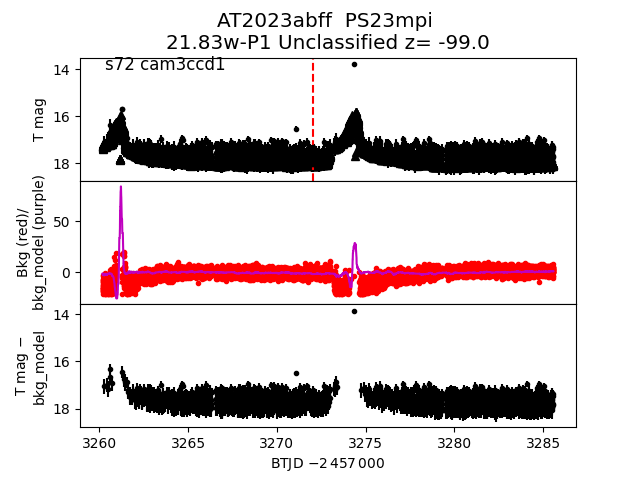 AT2023abff  PS23mpi
21.83w-P1 Unclassified z= -99.0
s72 cam3ccd1
14
16
18
T mag
50
0
Bkg (red)/
bkg_model (purple)
14
16
18
T mag −
bkg_model
3260 3265 3270 3275 3280 3285
BTJD −2 457 000